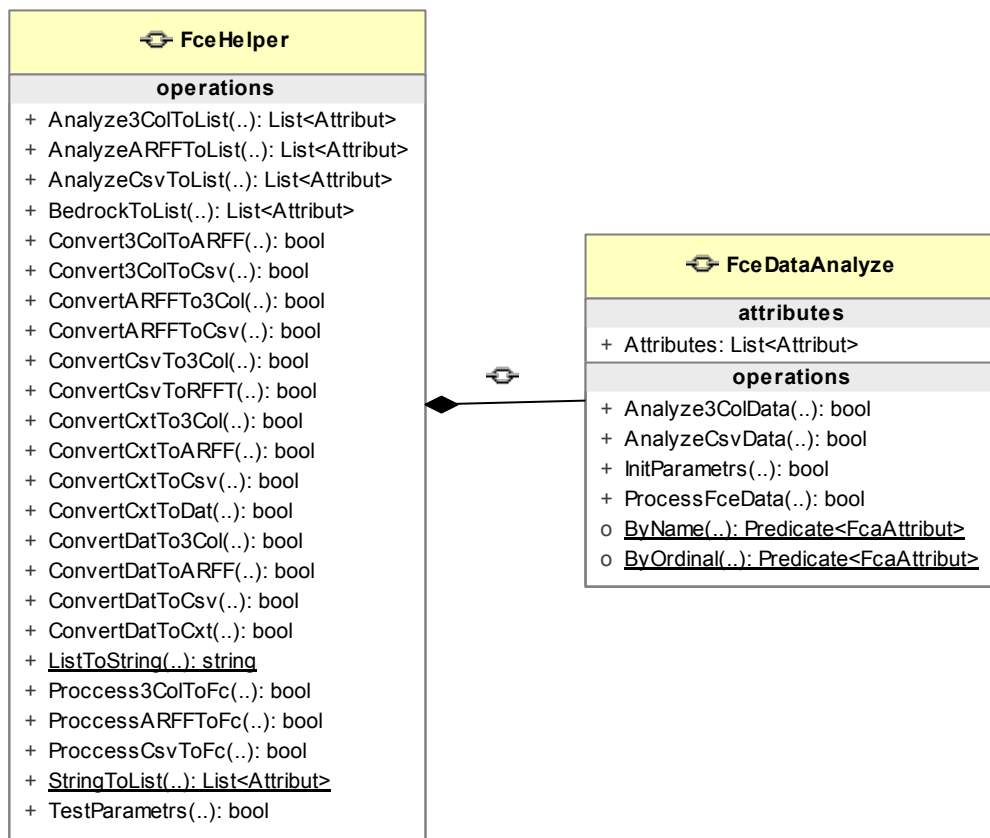 FceHelper
operations
+ Analyze3ColToList(..): List<Attribut>
+ AnalyzeARFFToList(..): List<Attribut>
+ AnalyzeCsvToList(..): List<Attribut>
+ BedrockToList(..): List<Attribut>
+ Convert3ColToARFF(..): bool
+ Convert3ColToCsv(..): bool
+ ConvertARFFTo3Col(..): bool
+ ConvertARFFToCsv(..): bool
+ ConvertCsvTo3Col(..): bool
+ ConvertCsvToRFFT(..): bool
+ ConvertCxtTo3Col(..): bool
+ ConvertCxtToARFF(..): bool
+ ConvertCxtToCsv(..): bool
+ ConvertCxtToDat(..): bool
+ ConvertDatTo3Col(..): bool
+ ConvertDatToARFF(..): bool
+ ConvertDatToCsv(..): bool
+ ConvertDatToCxt(..): bool
+ ListToString(..): string
+ Proccess3ColToFc(..): bool
+ ProccessARFFToFc(..): bool
+ ProccessCsvToFc(..): bool
+ StringToList(..): List<Attribut>
+ TestParametrs(..): bool
FceDataAnalyze
attributes
+ Attributes: List<Attribut>
operations
+ Analyze3ColData(..): bool
+ AnalyzeCsvData(..): bool
+ InitParametrs(..): bool
+ ProcessFceData(..): bool
o ByName(..): Predicate<FcaAttribut>
o ByOrdinal(..): Predicate<FcaAttribut>